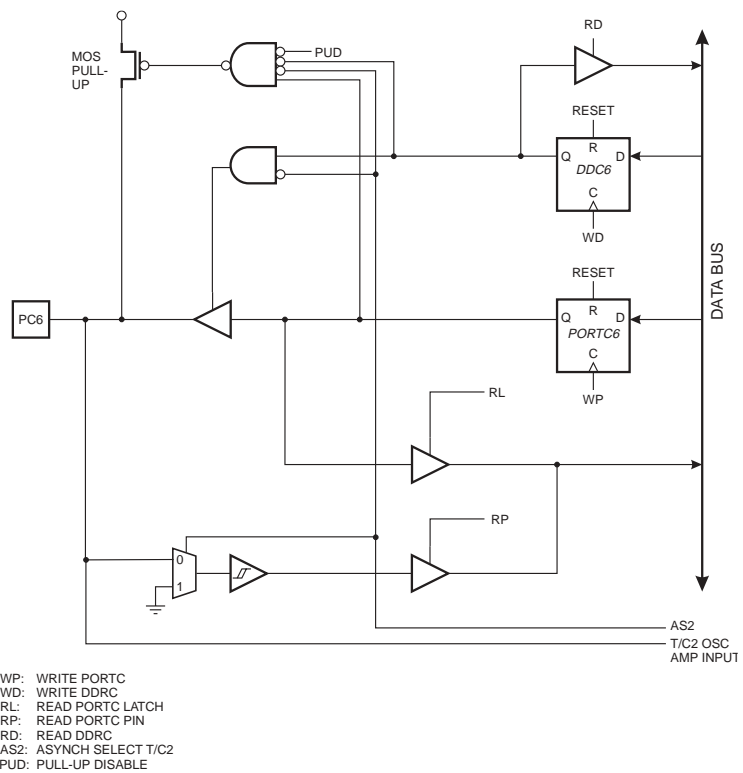 RD
MOS
PULL-
UP
PUD
RESET
R
Q
D
DDC6
C
WD
DATA BUS
RESET
R
Q
D
PC6
PORTC6
C
WP
RL
RP
0
1
AS2
T/C2 OSC
AMP INPUT
WP: WRITE PORTC
WD: WRITE DDRC
RL: READ PORTC LATCH
RP: READ PORTC PIN
RD: READ DDRC
AS2: ASYNCH SELECT T/C2
PUD: PULL-UP DISABLE